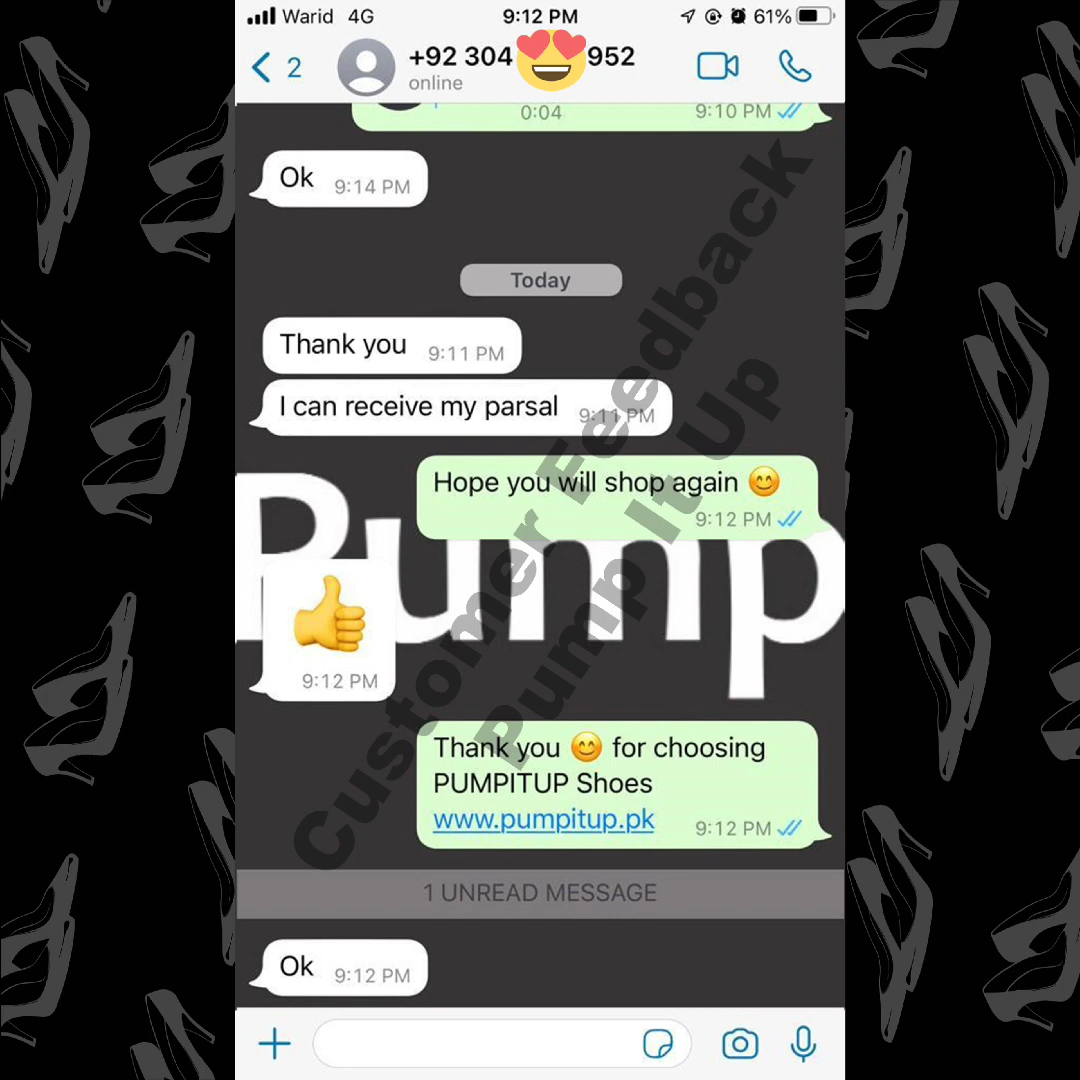 Warid 4G 9:12 PM 61%
2
+92 304 😍 952
online
0:04 9:10 PM
Ok 9:14 PM
Today
Thank you 9:11 PM
I can receive my parsal 9:11 PM
Hope you will shop again 😊
9:12 PM
Pump
👍
9:12 PM
Thank you 😊 for choosing
PUMPITUP Shoes
www.pumpitup.pk 9:12 PM
1 UNREAD MESSAGE
Ok 9:12 PM
Customer Feedback
Pump It Up